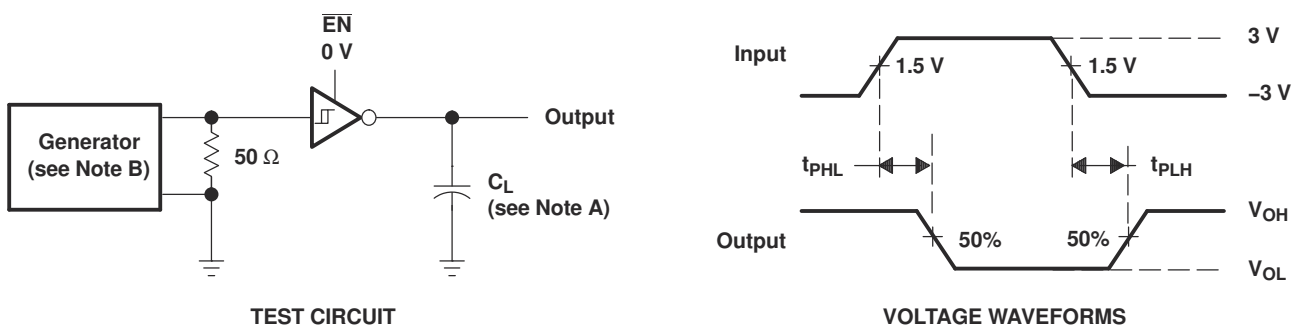 EN
0 V
Generator
(see Note B)
50 Ω
Output
CL
(see Note A)
TEST CIRCUIT
Input
1.5 V
1.5 V
3 V
−3 V
tPHL
tPLH
Output
50%
50%
VOH
VOL
VOLTAGE WAVEFORMS